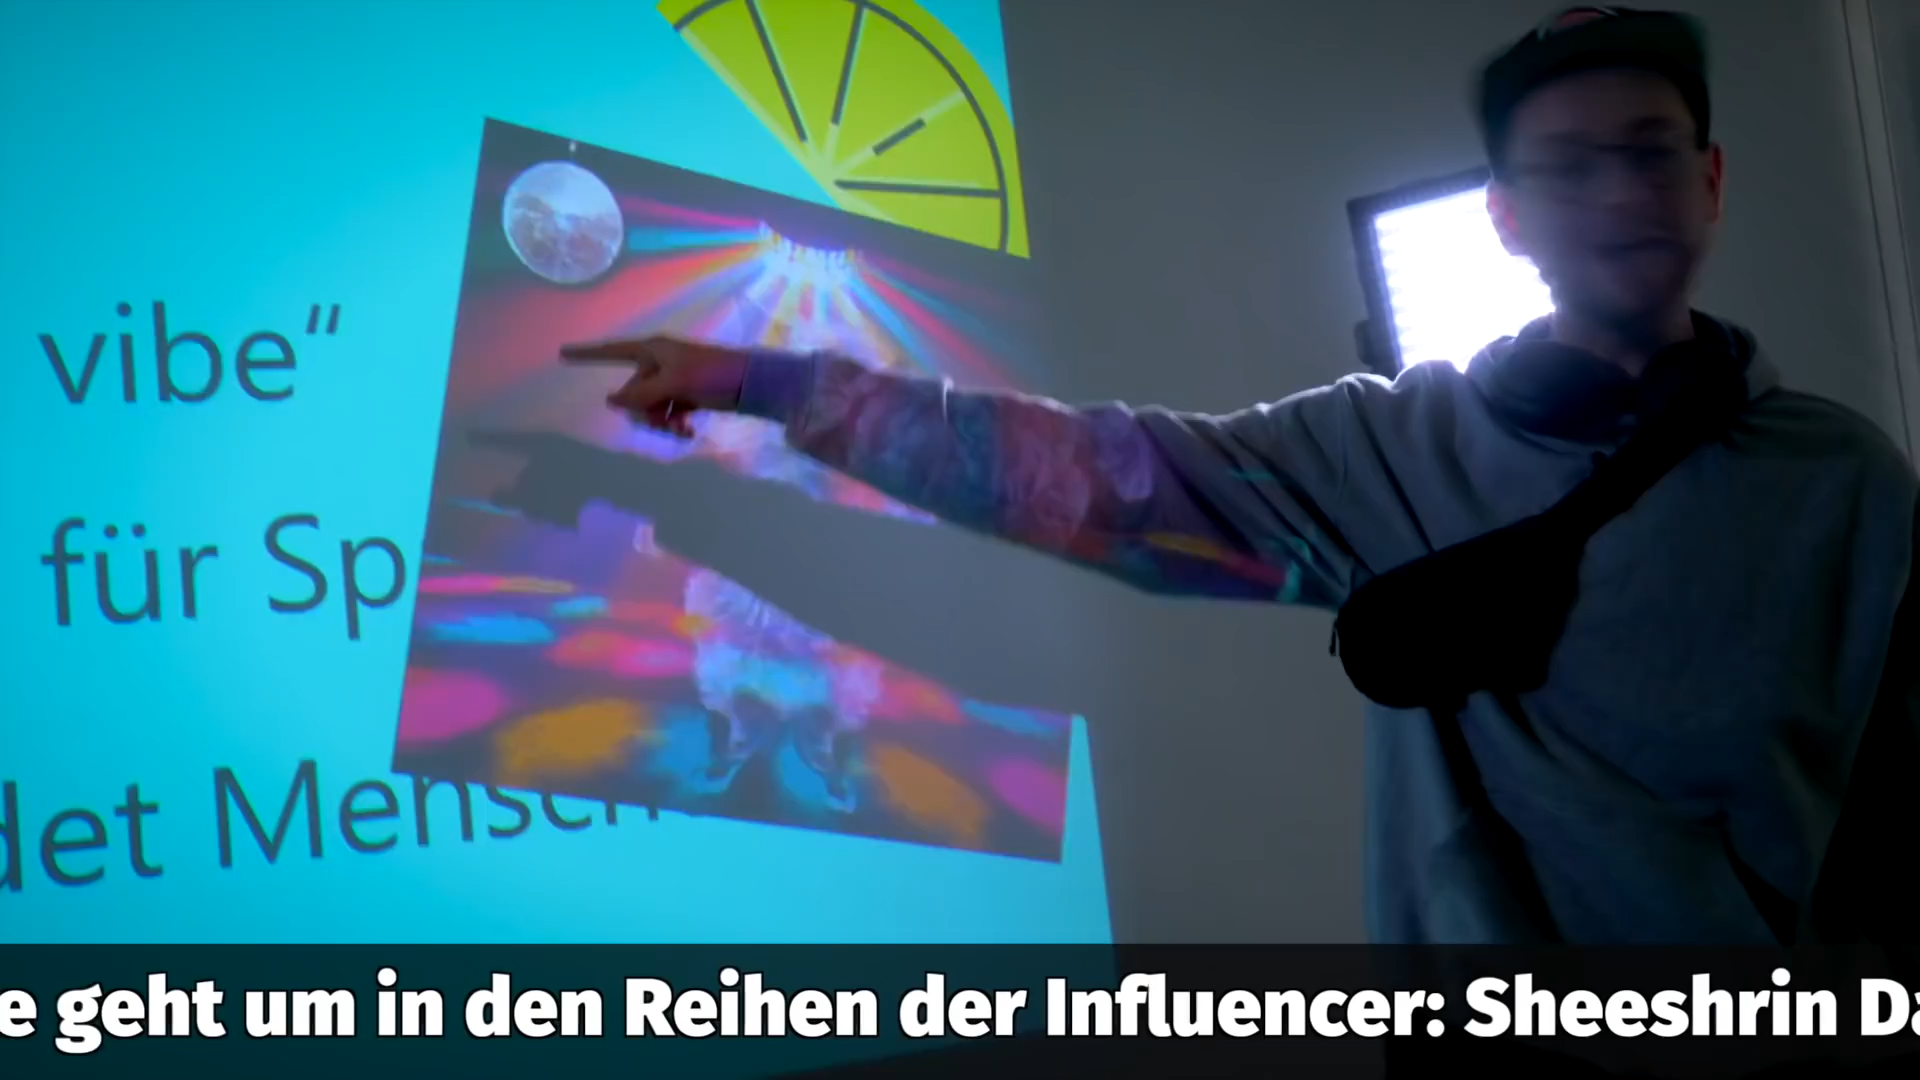 vibe“
für Sp
det Mensch
e geht um in den Reihen der Influencer: Sheeshrin Da